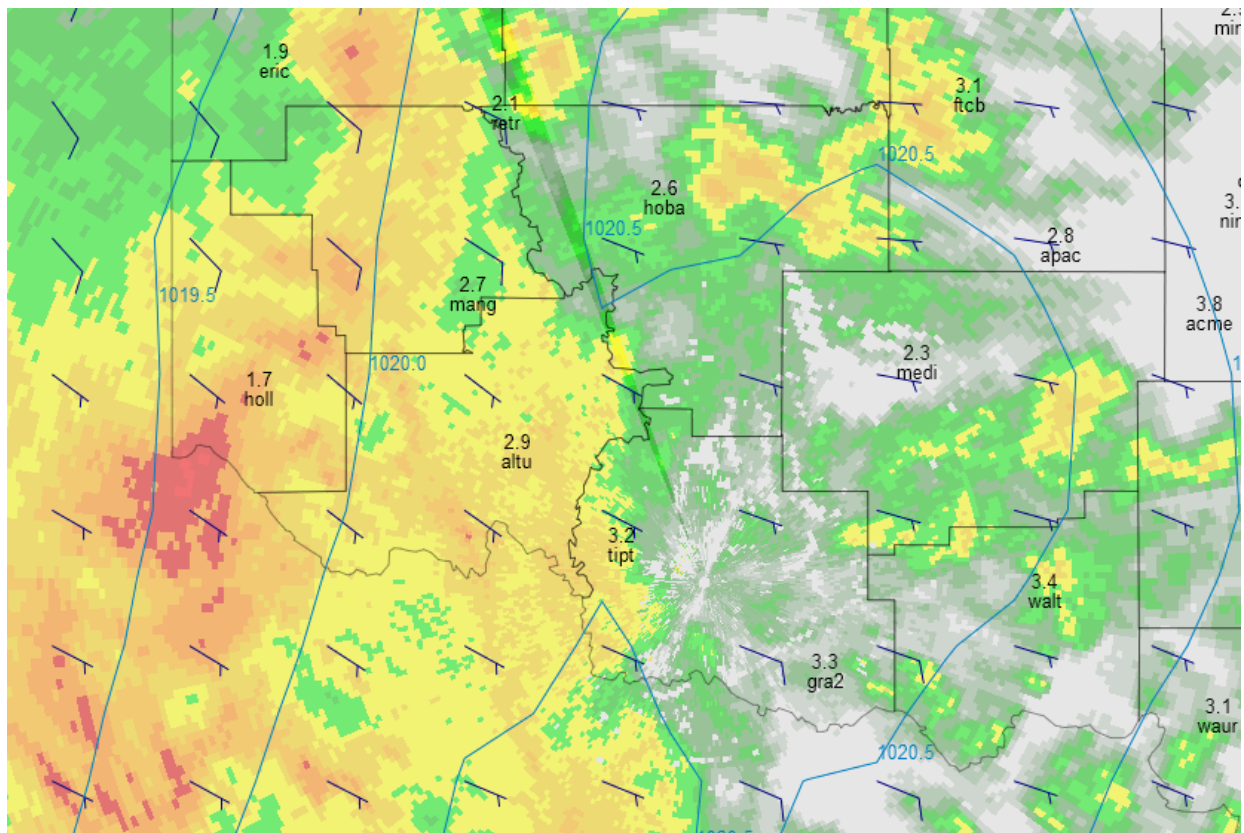 1.9
eric
2.1
retr
3.1
ftcb
1020.5
2.6
hoba
1020.5
2.8
apac
1019.5
2.7
mang
3.8
acme
1020.0
2.3
medi
1.7
holl
2.9
altu
3.2
tipt
3.4
walt
3.3
gra2
3.1
waur
1020.5